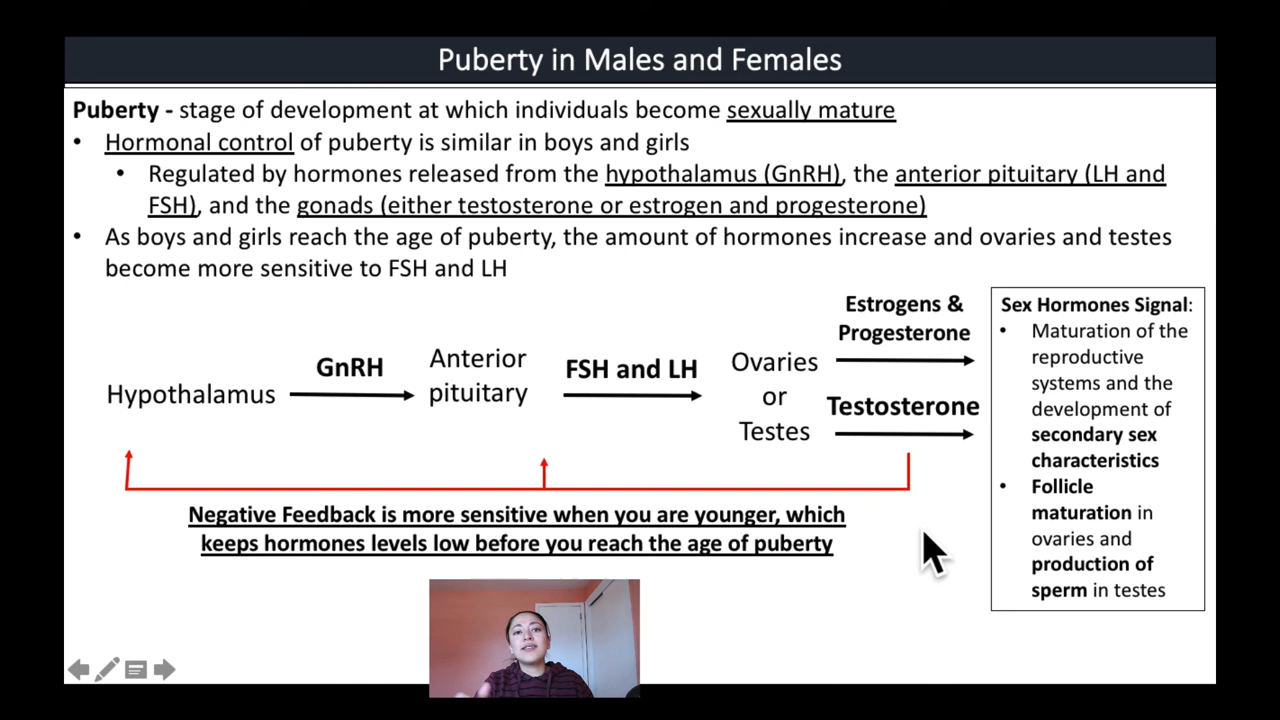 Puberty in Males and Females
Puberty - stage of development at which individuals become sexually mature
• Hormonal control of puberty is similar in boys and girls
• Regulated by hormones released from the hypothalamus (GnRH), the anterior pituitary (LH and
FSH), and the gonads (either testosterone or estrogen and progesterone)
• As boys and girls reach the age of puberty, the amount of hormones increase and ovaries and testes
become more sensitive to FSH and LH
Hypothalamus
GnRH
Anterior
pituitary
FSH and LH
Ovaries
or
Testes
Estrogens &
Progesterone
Testosterone
Negative Feedback is more sensitive when you are younger, which
keeps hormones levels low before you reach the age of puberty
Sex Hormones Signal:
• Maturation of the
reproductive
systems and the
development of
secondary sex
characteristics
• Follicle
maturation in
ovaries and
production of
sperm in testes